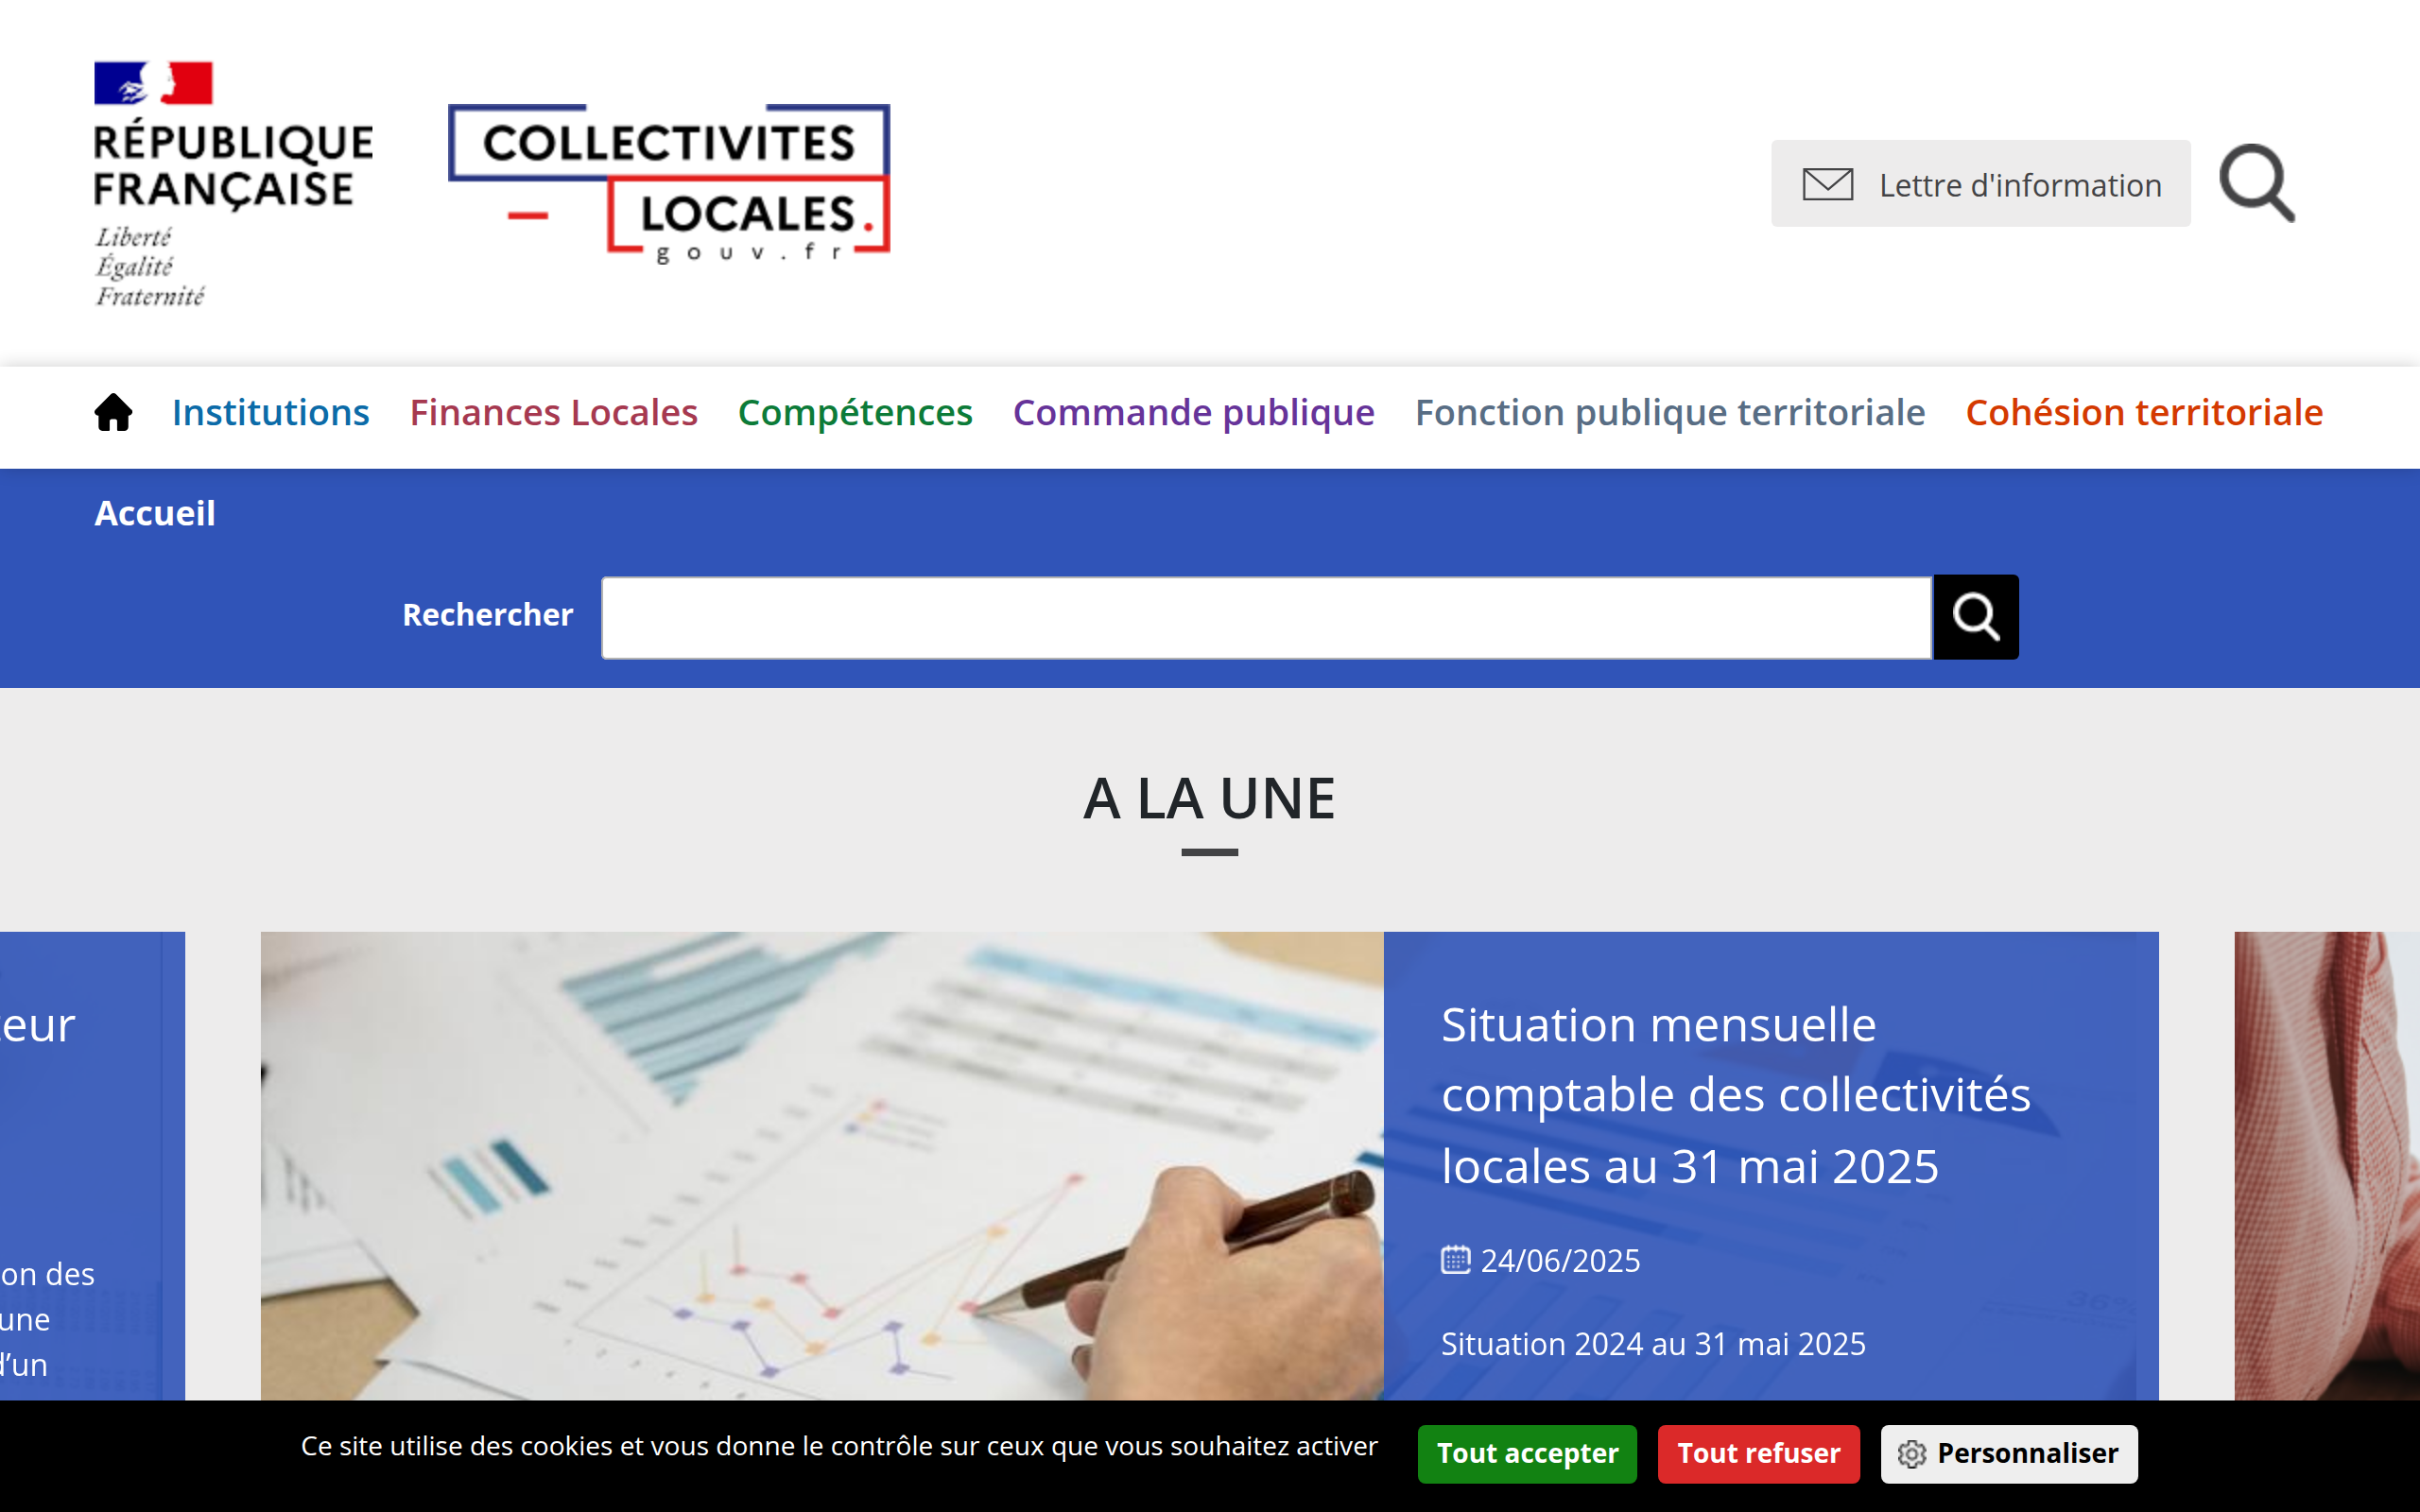 RÉPUBLIQUE
FRANÇAISE
Liberté
Égalité
Fraternité
COLLECTIVITES
LOCALES.
gouv.fr
Lettre d'information
Institutions Finances Locales Compétences Commande publique Fonction publique territoriale Cohésion territoriale
Accueil
Rechercher
A LA UNE
on des
une
d’un
Situation mensuelle
comptable des collectivités
locales au 31 mai 2025
24/06/2025
Situation 2024 au 31 mai 2025
Ce site utilise des cookies et vous donne le contrôle sur ceux que vous souhaitez activer
Tout accepter
Tout refuser
Personnaliser